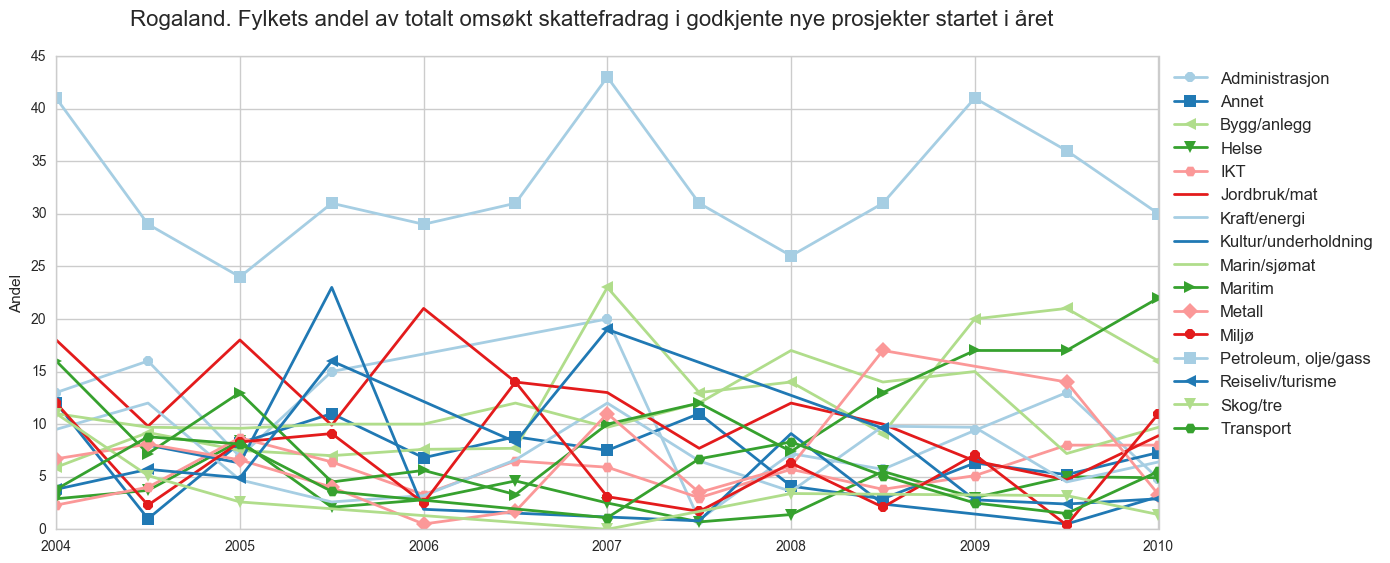 Rogaland. Fylkets andel av totalt omsøkt skattefradrag i godkjente nye prosjekter startet i året
45
40
35
30
25
20
15
10
5
0
Andel
2004 2005 2006 2007 2008 2009 2010
Administrasjon
Annet
Bygg/anlegg
Helse
IKT
Jordbruk/mat
Kraft/energi
Kultur/underholdning
Marin/sjømat
Maritim
Metall
Miljø
Petroleum, olje/gass
Reiseliv/turisme
Skog/tre
Transport